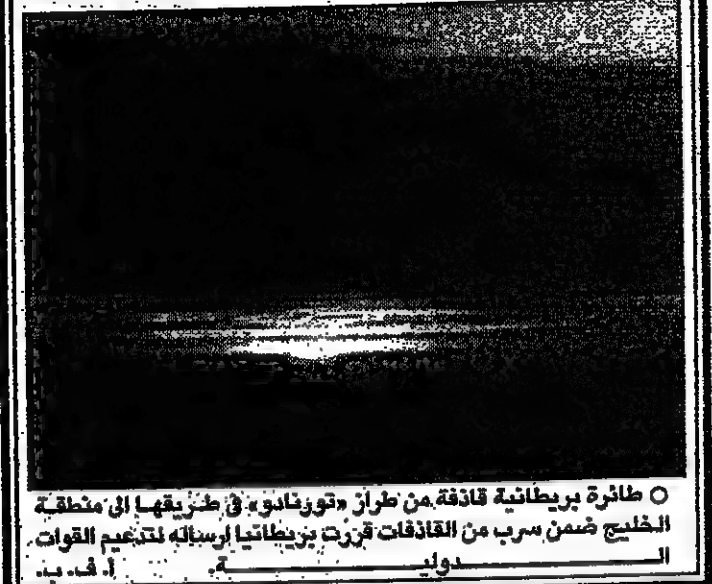 ○ طائرة بريطانية قاذفة من طراز «تورنادو» في طريقها الى منطقة
الخليج ضمن سرب من القاذفات قررت بريطانيا ارساله لتدعيم القوات
الدولية. أ. ف. ب.